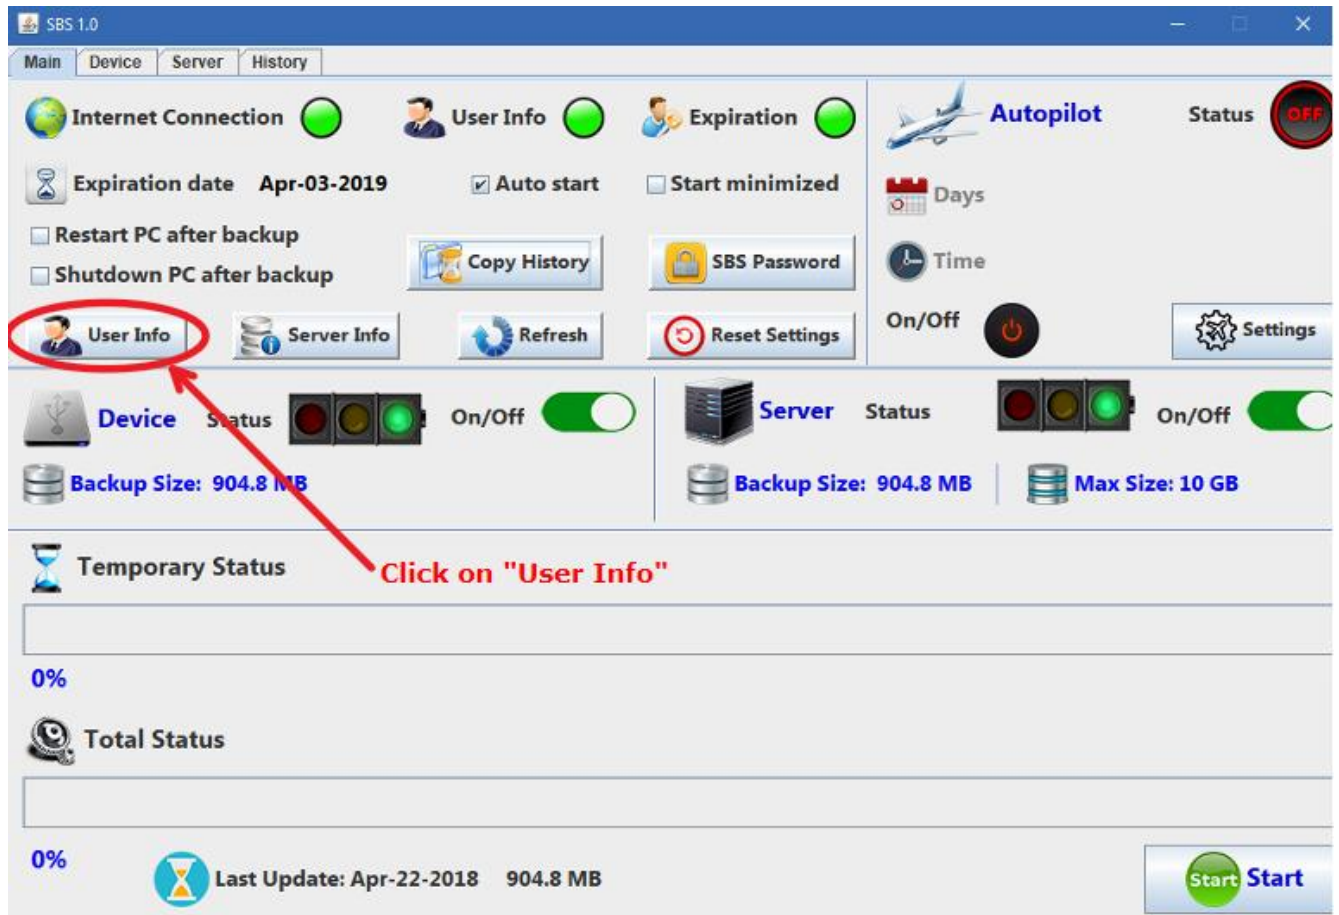 SBS 1.0
Main Device Server History
Internet Connection User Info Expiration
Autopilot Status OFF
Expiration date Apr-03-2019 Auto start Start minimized
Days
Restart PC after backup
Shutdown PC after backup
Copy History SBS Password
Time
User Info Server Info Refresh Reset Settings
On/Off Settings
Device Status On/Off
Server Status On/Off
Backup Size: 904.8 MB
Backup Size: 904.8 MB Max Size: 10 GB
Temporary Status
Click on "User Info"
0%
Total Status
0%
Last Update: Apr-22-2018 904.8 MB
Start Start